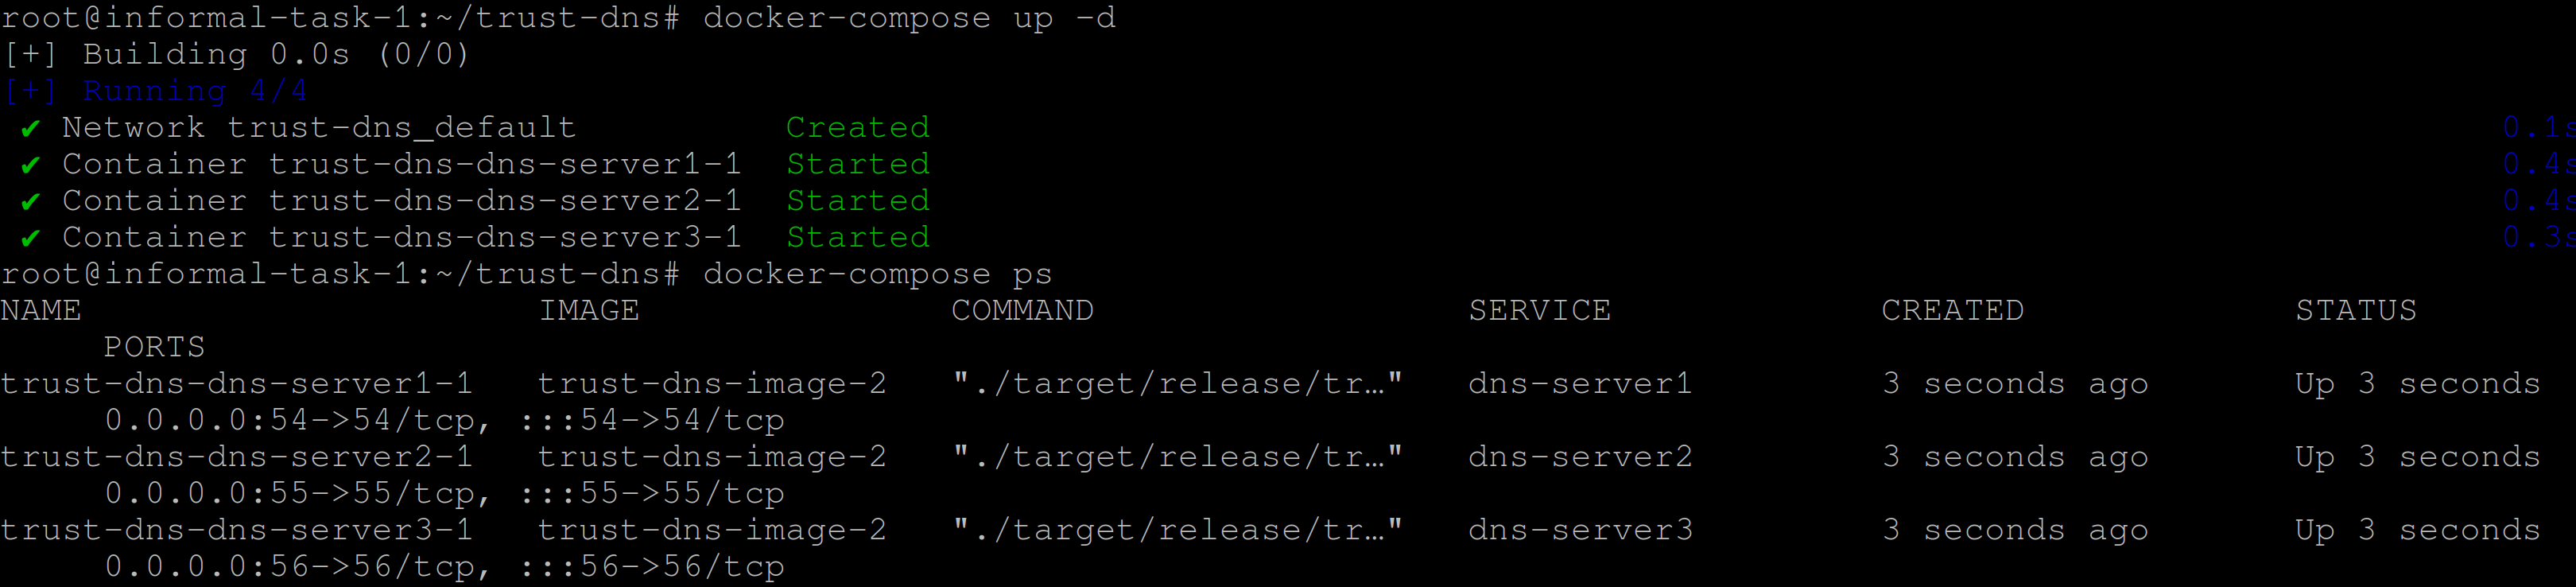 root@informal-task-1:~/trust-dns# docker-compose up -d
[+] Building 0.0s (0/0)
[+] Running 4/4
✔ Network trust-dns_default Created 0.1s
✔ Container trust-dns-dns-server1-1 Started 0.4s
✔ Container trust-dns-dns-server2-1 Started 0.4s
✔ Container trust-dns-dns-server3-1 Started 0.3s
root@informal-task-1:~/trust-dns# docker-compose ps
NAME IMAGE COMMAND SERVICE CREATED STATUS
PORTS
trust-dns-dns-server1-1 trust-dns-image-2 "./target/release/tr…" dns-server1 3 seconds ago Up 3 seconds
0.0.0.0:54->54/tcp, :::54->54/tcp
trust-dns-dns-server2-1 trust-dns-image-2 "./target/release/tr…" dns-server2 3 seconds ago Up 3 seconds
0.0.0.0:55->55/tcp, :::55->55/tcp
trust-dns-dns-server3-1 trust-dns-image-2 "./target/release/tr…" dns-server3 3 seconds ago Up 3 seconds
0.0.0.0:56->56/tcp, :::56->56/tcp